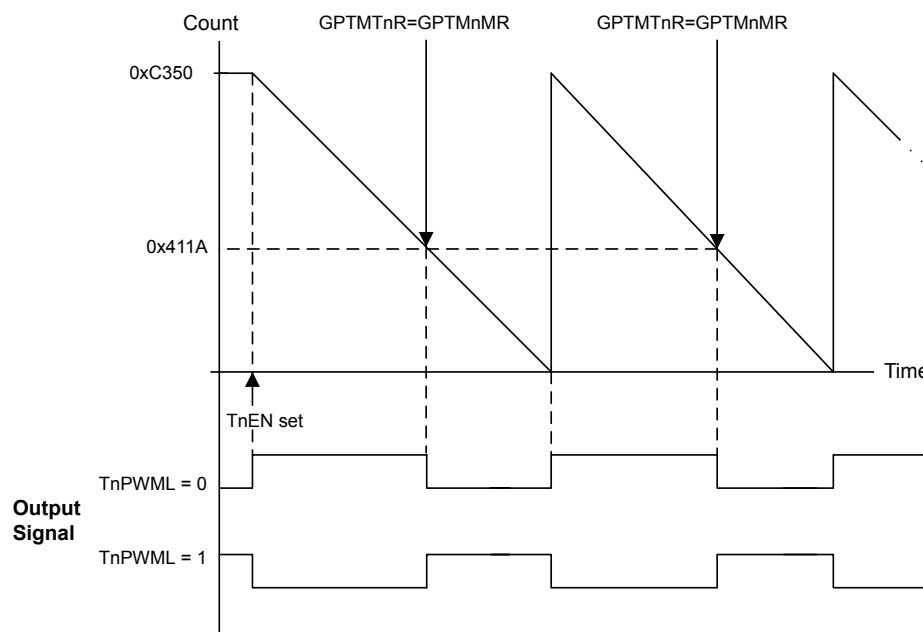 Count
GPTMTnR=GPTMnMR
GPTMTnR=GPTMnMR
0xC350
0x411A
Time
TnEN set
TnPWML = 0
Output
Signal
TnPWML = 1